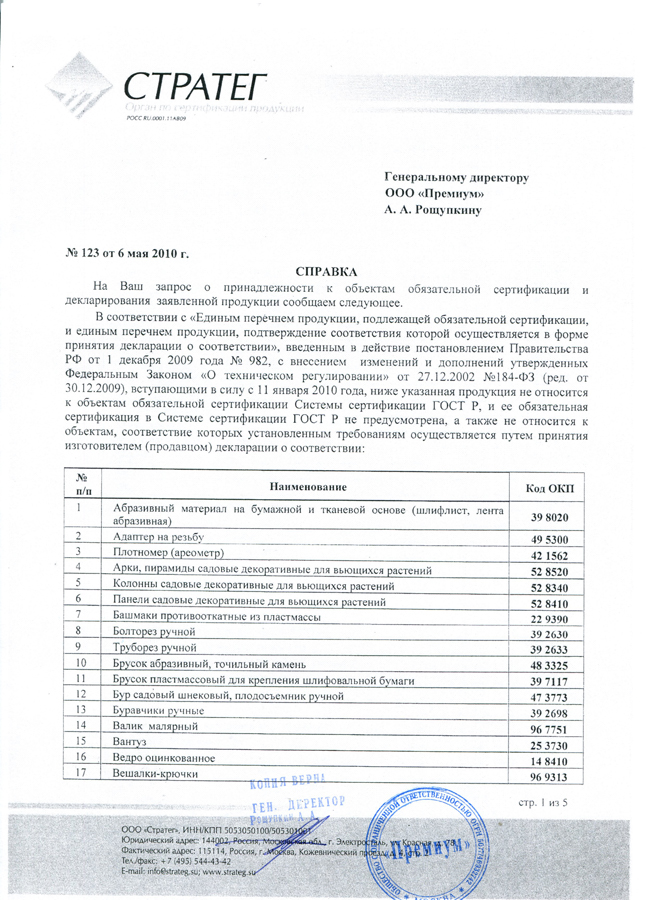 СТРАТЕГ
Орган по сертификации продукции
РОСС RU.0001.11АВ09
Генеральному директору
ООО «Премиум»
А. А. Рощупкину
№ 123 от 6 мая 2010 г.
СПРАВКА
На Ваш запрос о принадлежности к объектам обязательной сертификации и
декларирования заявленной продукции сообщаем следующее.
В соответствии с «Единым перечнем продукции, подлежащей обязательной сертификации,
и единым перечнем продукции, подтверждение соответствия которой осуществляется в форме
принятия декларации о соответствии», введенным в действие постановлением Правительства
РФ от 1 декабря 2009 года № 982, с внесением изменений и дополнений утвержденных
Федеральным Законом «О техническом регулировании» от 27.12.2002 №184-ФЗ (ред. от
30.12.2009), вступающими в силу с 11 января 2010 года, ниже указанная продукция не относится
к объектам обязательной сертификации Системы сертификации ГОСТ Р, и ее обязательная
сертификация в Системе сертификации ГОСТ Р не предусмотрена, а также не относится к
объектам, соответствие которых установленным требованиям осуществляется путем принятия
изготовителем (продавцом) декларации о соответствии:
№ п/п Наименование Код ОКП
1 Абразивный материал на бумажной и тканевой основе (шлифлист, лента
абразивная) 39 8020
2 Адаптер на резьбу 49 5300
3 Плотномер (ареометр) 42 1562
4 Арки, пирамиды садовые декоративные для вьющихся растений 52 8520
5 Колонны садовые декоративные для вьющихся растений 52 8340
6 Панели садовые декоративные для вьющихся растений 52 8410
7 Башмаки противооткатные из пластмассы 22 9390
8 Болторез ручной 39 2630
9 Труборез ручной 39 2633
10 Брусок абразивный, точильный камень 48 3325
11 Брусок пластмассовый для крепления шлифовальной бумаги 39 7117
12 Бур садовый шнековый, плодосъемник ручной 47 3773
13 Буравчики ручные 39 2698
14 Валик малярный 96 7751
15 Вантуз 25 3730
16 Ведро оцинкованное 14 8410
17 Вешалки-крючки 96 9313
КОПИЯ ВЕРНА
ГЕН. ДИРЕКТОР
Рощупкин А.А.
стр. 1 из 5
ООО «Стратег», ИНН/КПП 5053050100/505301001
Юридический адрес: 144002, Россия, Московская обл., г. Электросталь, ул. Красная
Фактический адрес: 115114, Россия, г. Москва, Кожевнический
Тел./факс: + 7 (495) 544-43-42
E-mail: info@strateg.su; www.strateg.su
ОБЩЕСТВО С ОГРАНИЧЕННОЙ ОТВЕТСТВЕННОСТЬЮ ОГРН
«Премиум»
МОСКВА